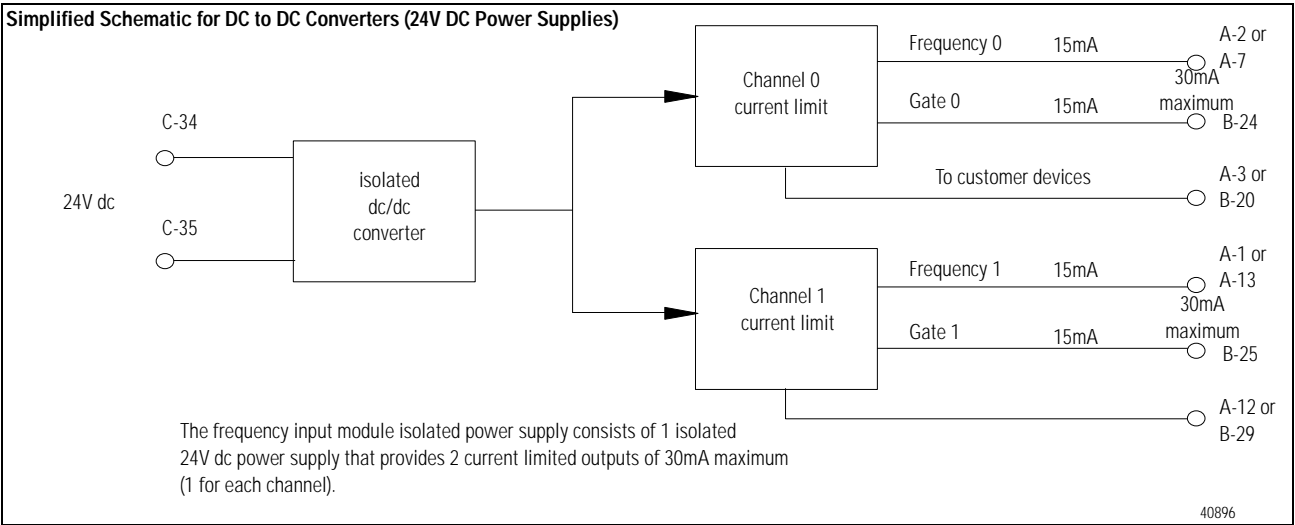 Simplified Schematic for DC to DC Converters (24V DC Power Supplies)
C-34
24V dc
C-35
isolated
dc/dc
converter
Channel 0
current limit
Frequency 0 15mA
A-2 or
A-7
30mA
maximum
Gate 0 15mA
B-24
To customer devices
A-3 or
B-20
Channel 1
current limit
Frequency 1 15mA
A-1 or
A-13
30mA
maximum
Gate 1 15mA
B-25
A-12 or
B-29
The frequency input module isolated power supply consists of 1 isolated
24V dc power supply that provides 2 current limited outputs of 30mA maximum
(1 for each channel).
40896